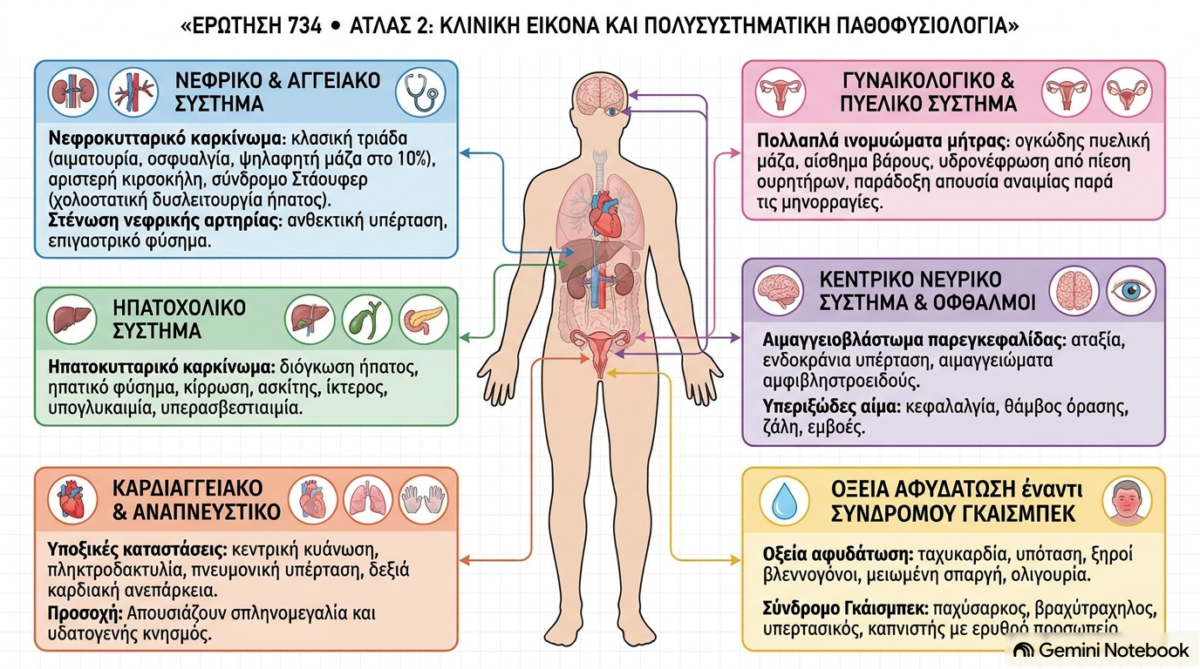 «ΕΡΩΤΗΣΗ 734 • ΑΤΛΑΣ 2: ΚΛΙΝΙΚΗ ΕΙΚΟΝΑ ΚΑΙ ΠΟΛΥΣΥΣΤΗΜΑΤΙΚΗ ΠΑΘΟΦΥΣΙΟΛΟΓΙΑ»
ΝΕΦΡΙΚΟ & ΑΓΓΕΙΑΚΟ
ΣΥΣΤΗΜΑ
Νεφροκυτταρικό καρκίνωμα: κλασική τριάδα
(αιματουρία, οσφυαλγία, ψηλαφητή μάζα στο 10%),
αριστερή κιρσοκήλη, σύνδρομο Στάουφερ
(χολοστατική δυσλειτουργία ήπατος).
Στένωση νεφρικής αρτηρίας: ανθεκτική υπέρταση,
επιγαστρικό φύσημα.
ΗΠΑΤΟΧΟΛΙΚΟ
ΣΥΣΤΗΜΑ
Ηπατοκυτταρικό καρκίνωμα: διόγκωση ήπατος,
ηπατικό φύσημα, κίρρωση, ασκίτης, ίκτερος,
υπογλυκαιμία, υπερασβεστιαιμία.
ΚΑΡΔΙΑΓΓΕΙΑΚΟ
& ΑΝΑΠΝΕΥΣΤΙΚΟ
Υποξικές καταστάσεις: κεντρική κυάνωση,
πληκτροδακτυλία, πνευμονική υπέρταση, δεξιά
καρδιακή ανεπάρκεια.
Προσοχή: Απουσιάζουν σπληνομεγαλία και
υδατογενής κνησμός.
ΓΥΝΑΙΚΟΛΟΓΙΚΟ &
ΠΥΕΛΙΚΟ ΣΥΣΤΗΜΑ
Πολλαπλά ινομυώματα μήτρας: ογκώδης πυελική
μάζα, αίσθημα βάρους, υδρονέφρωση από πίεση
ουρητήρων, παράδοξη απουσία αναιμίας παρά
τις μηνορραγίες.
ΚΕΝΤΡΙΚΟ ΝΕΥΡΙΚΟ
ΣΥΣΤΗΜΑ & ΟΦΘΑΛΜΟΙ
Αιμαγγειοβλάστωμα παρεγκεφαλίδας: αταξία,
ενδοκράνια υπέρταση, αιμαγγειώματα
αμφιβληστροειδούς.
Υπεριξώδες αίμα: κεφαλαλγία, θάμβος όρασης,
ζάλη, εμβοές.
ΟΞΕΙΑ ΑΦΥΔΑΤΩΣΗ έναντι
ΣΥΝΔΡΟΜΟΥ ΓΚΑΙΣΜΠΕΚ
Οξεία αφυδάτωση: ταχυκαρδία, υπόταση, ξηροί
βλεννογόνοι, μειωμένη σπαργή, ολιγουρία.
Σύνδρομο Γκάισμπεκ: παχύσαρκος, βραχύτραχηλος,
υπερτασικός, καπνιστής με ερυθρό προσωπείο.
Gemini Notebook